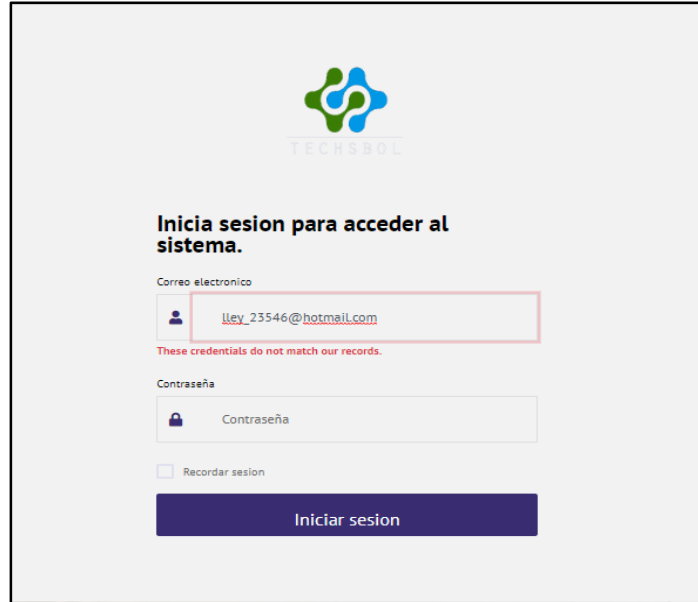 TECHSBOL
Inicia sesion para acceder al
sistema.
Correo electronico
lley_23546@hotmail.com
These credentials do not match our records.
Contraseña
Contraseña
Recordar sesion
Iniciar sesion